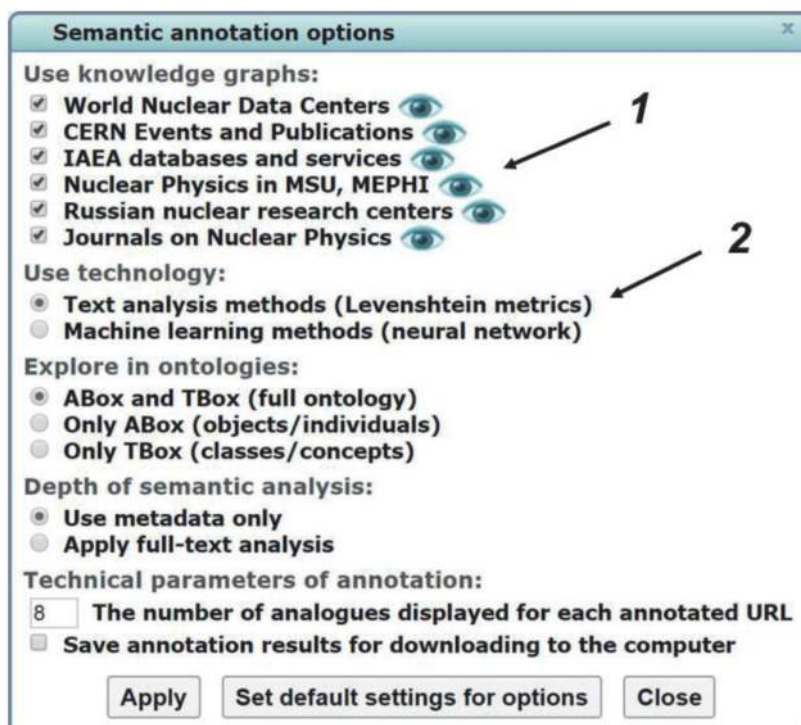 Semantic annotation options x
Use knowledge graphs:
World Nuclear Data Centers
CERN Events and Publications
IAEA databases and services
Nuclear Physics in MSU, MEPHI
Russian nuclear research centers
Journals on Nuclear Physics
1
Use technology:
2
Text analysis methods (Levenshtein metrics)
Machine learning methods (neural network)
Explore in ontologies:
ABox and TBox (full ontology)
Only ABox (objects/individuals)
Only TBox (classes/concepts)
Depth of semantic analysis:
Use metadata only
Apply full-text analysis
Technical parameters of annotation:
8 The number of analogues displayed for each annotated URL
Save annotation results for downloading to the computer
Apply Set default settings for options Close